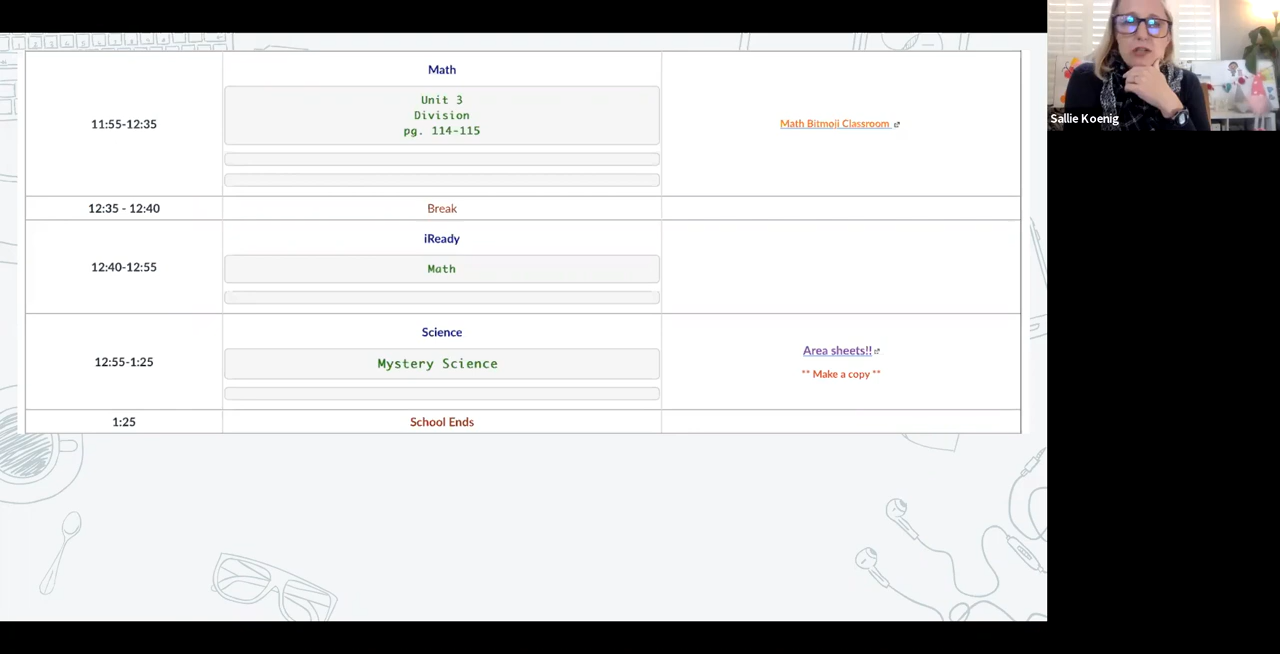 Math
Unit 3
Division
pg. 114-115
11:55-12:35
Math Bitmoji Classroom
12:35 - 12:40
Break
iReady
12:40-12:55
Math
Science
12:55-1:25
Mystery Science
Area sheets!!
** Make a copy **
1:25
School Ends
Sallie Koenig